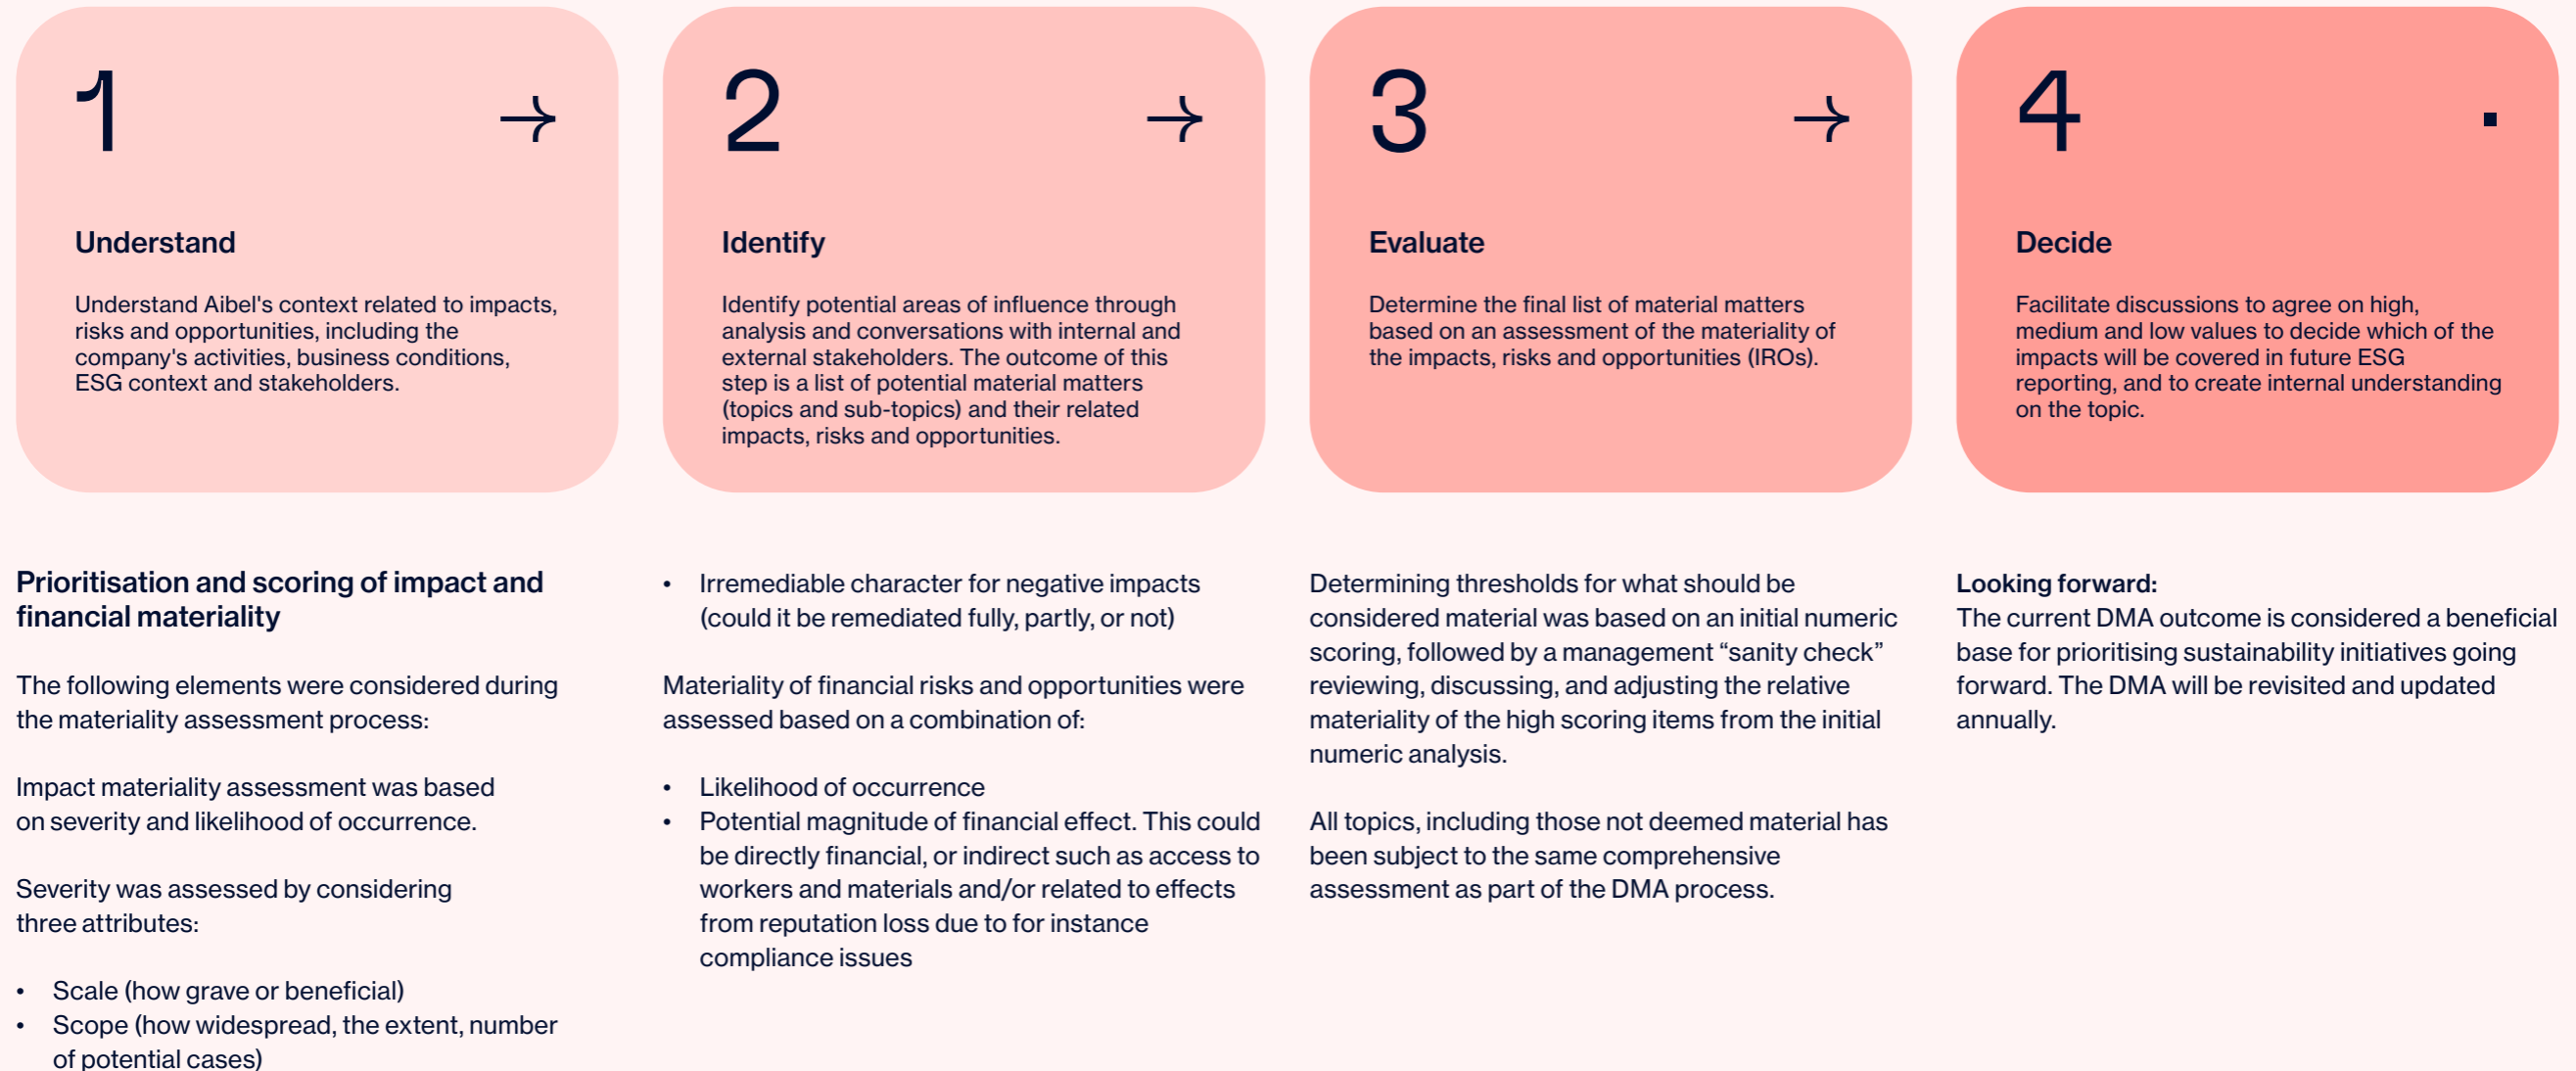 1
Understand
Understand Aibel's context related to impacts,
risks and opportunities, including the
company's activities, business conditions,
ESG context and stakeholders.
2
Identify
Identify potential areas of influence through
analysis and conversations with internal and
external stakeholders. The outcome of this
step is a list of potential material matters
(topics and sub-topics) and their related
impacts, risks and opportunities.
3
Evaluate
Determine the final list of material matters
based on an assessment of the materiality of
the impacts, risks and opportunities (IROs).
4
Decide
Facilitate discussions to agree on high,
medium and low values to decide which of the
impacts will be covered in future ESG
reporting, and to create internal understanding
on the topic.
Prioritisation and scoring of impact and
financial materiality
The following elements were considered during
the materiality assessment process:
Impact materiality assessment was based
on severity and likelihood of occurrence.
Severity was assessed by considering
three attributes:
• Scale (how grave or beneficial)
• Scope (how widespread, the extent, number
of potential cases)
• Irremediable character for negative impacts
(could it be remediated fully, partly, or not)
Materiality of financial risks and opportunities were
assessed based on a combination of:
• Likelihood of occurrence
• Potential magnitude of financial effect. This could
be directly financial, or indirect such as access to
workers and materials and/or related to effects
from reputation loss due to for instance
compliance issues
Determining thresholds for what should be
considered material was based on an initial numeric
scoring, followed by a management “sanity check”
reviewing, discussing, and adjusting the relative
materiality of the high scoring items from the initial
numeric analysis.
All topics, including those not deemed material has
been subject to the same comprehensive
assessment as part of the DMA process.
Looking forward:
The current DMA outcome is considered a beneficial
base for prioritising sustainability initiatives going
forward. The DMA will be revisited and updated
annually.